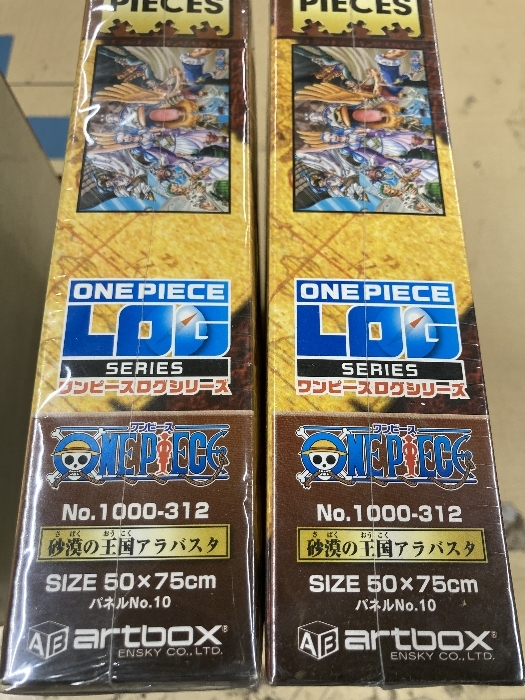 PIECES
ONE PIECE
LOG
SERIES
ワンピースログシリーズ
ワンピース
ONE PIECE
No.1000-312
さばく おうこく
砂漠の王国アラバスタ
SIZE 50×75cm
パネルNo.10
AB artbox®
ENSKY CO.,LTD.
PIECES
ONE PIECE
LOG
SERIES
ワンピースログシリーズ
ワンピース
ONE PIECE
No.1000-312
さばく おうこく
砂漠の王国アラバスタ
SIZE 50×75cm
パネルNo.10
AB artbox®
ENSKY CO.,LTD.